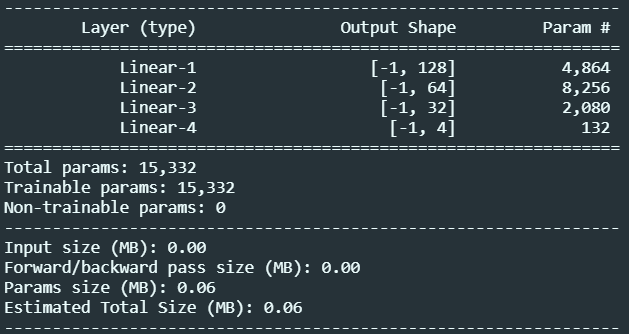 ----------------------------------------------------------------
Layer (type) Output Shape Param #
================================================================
Linear-1 [-1, 128] 4,864
Linear-2 [-1, 64] 8,256
Linear-3 [-1, 32] 2,080
Linear-4 [-1, 4] 132
================================================================
Total params: 15,332
Trainable params: 15,332
Non-trainable params: 0
----------------------------------------------------------------
Input size (MB): 0.00
Forward/backward pass size (MB): 0.00
Params size (MB): 0.06
Estimated Total Size (MB): 0.06
----------------------------------------------------------------